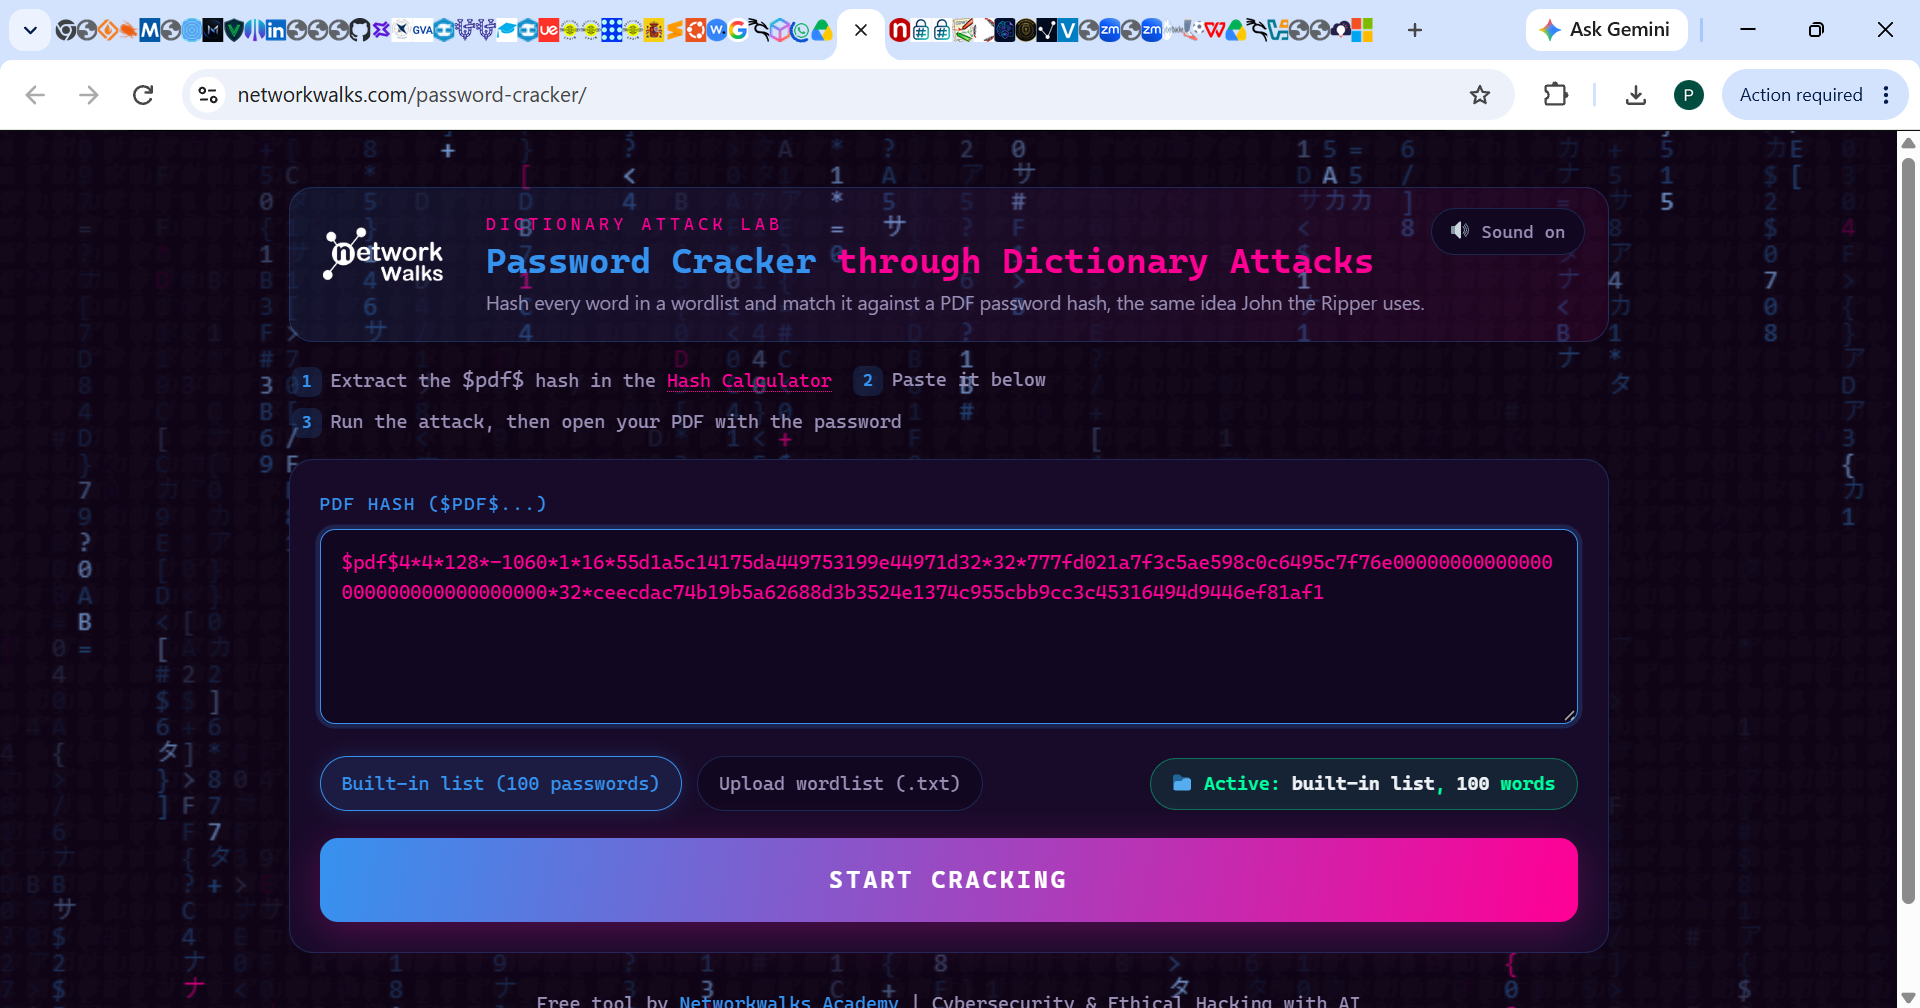 Ask Gemini
networkwalks.com/password-cracker/
P
Action required
network
Walks
DICTIONARY ATTACK LAB
Password Cracker through Dictionary Attacks
Hash every word in a wordlist and match it against a PDF password hash, the same idea John the Ripper uses.
Sound on
1 Extract the $pdf$ hash in the Hash Calculator 2 Paste it below
3 Run the attack, then open your PDF with the password
PDF HASH ($PDF$...)
$pdf$4*4*128*-1060*1*16*55d1a5c14175da449753199e44971d32*32*777fd021a7f3c5ae598c0c6495c7f76e00000000000000
000000000000000000*32*ceecdac74b19b5a62688d3b3524e1374c955cbb9cc3c45316494d9446ef81af1
Built-in list (100 passwords)
Upload wordlist (.txt)
Active: built-in list, 100 words
START CRACKING
Free tool by Networkwalks Academy | Cybersecurity & Ethical Hacking with AI